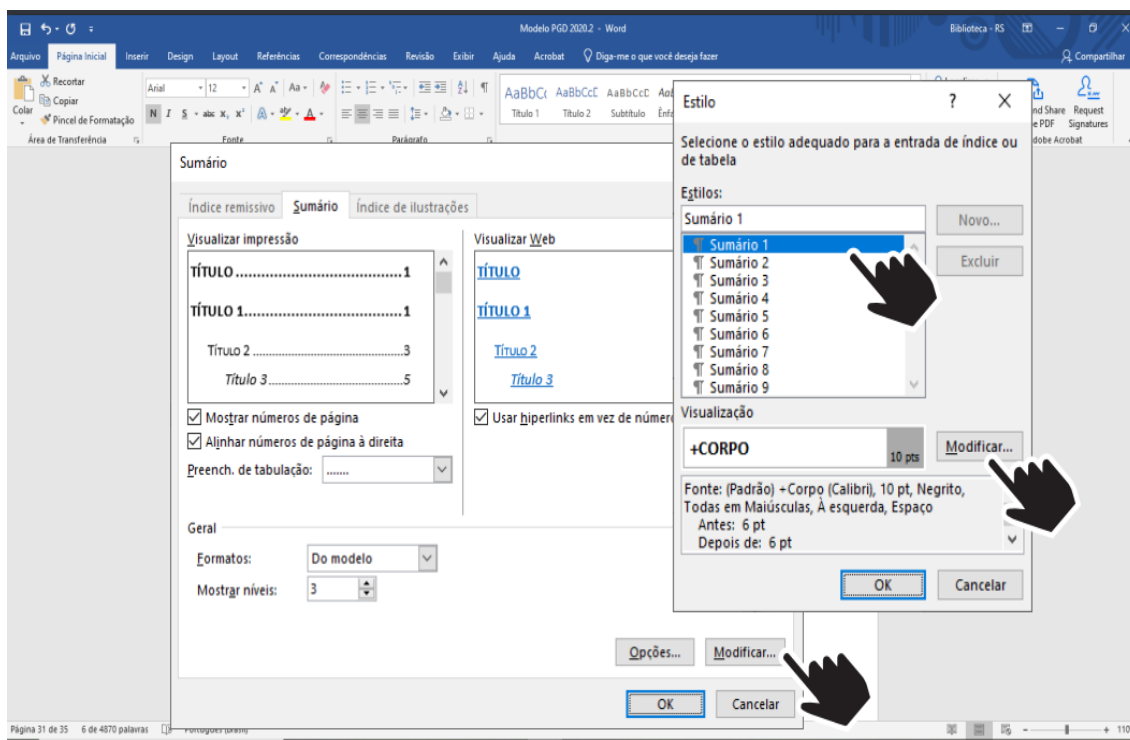 Modelo PGD 2020.2 - Word
Biblioteca - RS
Arquivo Página Inicial Inserir Design Layout Referências Correspondências Revisão Exibir Ajuda Acrobat Diga-me o que você deseja fazer
Compartilhar
Recortar
Copiar
Pincel de Formatação
Colar
Área de Transferência
Arial
12
Fonte
Parágrafo
AaBbCc AaBbCcC AaBbCcD
Título 1 Título 2 Subtítulo
nd Share Request
e PDF Signatures
dobe Acrobat
Sumário
Índice remissivo Sumário Índice de ilustrações
Visualizar impressão
TÍTULO........................................1
TÍTULO 1......................................1
TÍTULO 2......................................3
Título 3......................................5
Visualizar Web
TÍTULO
TÍTULO 1
TÍTULO 2
Título 3
Mostrar números de página
Alinhar números de página à direita
Preench. de tabulação: .......
Usar hiperlinks em vez de númer
Geral
Formatos: Do modelo
Mostrar níveis: 3
Opções... Modificar...
OK Cancelar
Estilo ? X
Selecione o estilo adequado para a entrada de índice ou
de tabela
Estilos:
Sumário 1
Sumário 1
Sumário 2
Sumário 3
Sumário 4
Sumário 5
Sumário 6
Sumário 7
Sumário 8
Sumário 9
Novo...
Excluir
Visualização
+CORPO 10 pts
Modificar...
Fonte: (Padrão) +Corpo (Calibri), 10 pt, Negrito,
Todas em Maiúsculas, À esquerda, Espaço
Antes: 6 pt
Depois de: 6 pt
OK Cancelar
Página 31 de 35 6 de 4870 palavras
110